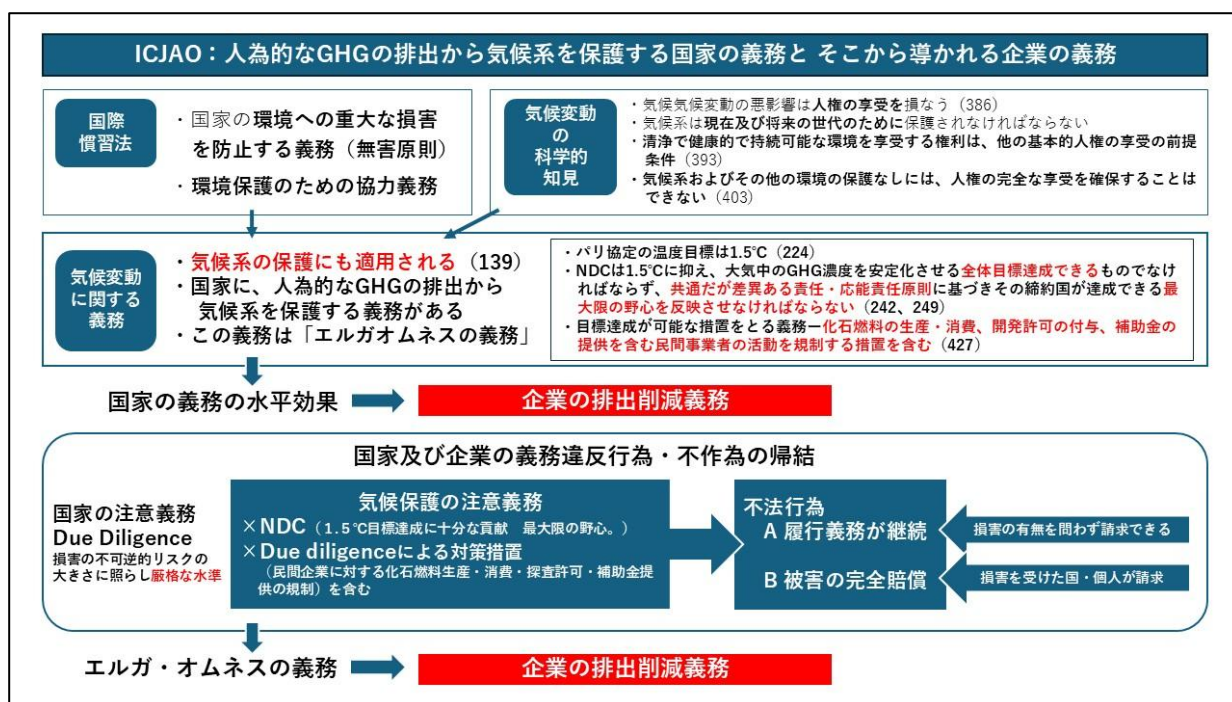 ICJAO：人為的なGHGの排出から気候系を保護する国家の義務と そこから導かれる企業の義務
国際
慣習法
・国家の環境への重大な損害
を防止する義務（無害原則）
・環境保護のための協力義務
気候変動
の
科学的
知見
・気候気候変動の悪影響は人権の享受を損なう（386）
・気候系は現在及び将来の世代のために保護されなければならない
・清浄で健康的で持続可能な環境を享受する権利は、他の基本的人権の享受の前提
条件（393）
・気候系およびその他の環境の保護なしには、人権の完全な享受を確保することは
できない（403）
気候変動
に関する
義務
・気候系の保護にも適用される（139）
・国家に、人為的なGHGの排出から
気候系を保護する義務がある
・この義務は「エルガオムネスの義務」
・パリ協定の温度目標は1.5℃（224）
・NDCは1.5℃に抑え、大気中のGHG濃度を安定化させる全体目標達成できるものでなけ
ればならず、共通だが差異ある責任・応能責任原則に基づきその締約国が達成できる最
大限の野心を反映させなければならない（242、249）
・目標達成が可能な措置をとる義務ー化石燃料の生産・消費、開発許可の付与、補助金の
提供を含む民間事業者の活動を規制する措置を含む（427）
国家の義務の水平効果
企業の排出削減義務
国家及び企業の義務違反行為・不作為の帰結
国家の注意義務
Due Diligence
損害の不可逆的リスクの
大きさに照らし厳格な水準
気候保護の注意義務
×NDC（1.5℃目標達成に十分な貢献 最大限の野心。）
×Due diligenceによる対策措置
（民間企業に対する化石燃料生産・消費・探査許可・補助金提
供の規制）を含む
不法行為
A 履行義務が継続
B 被害の完全賠償
損害の有無を問わず請求できる
損害を受けた国・個人が請求
エルガ・オムネスの義務
企業の排出削減義務